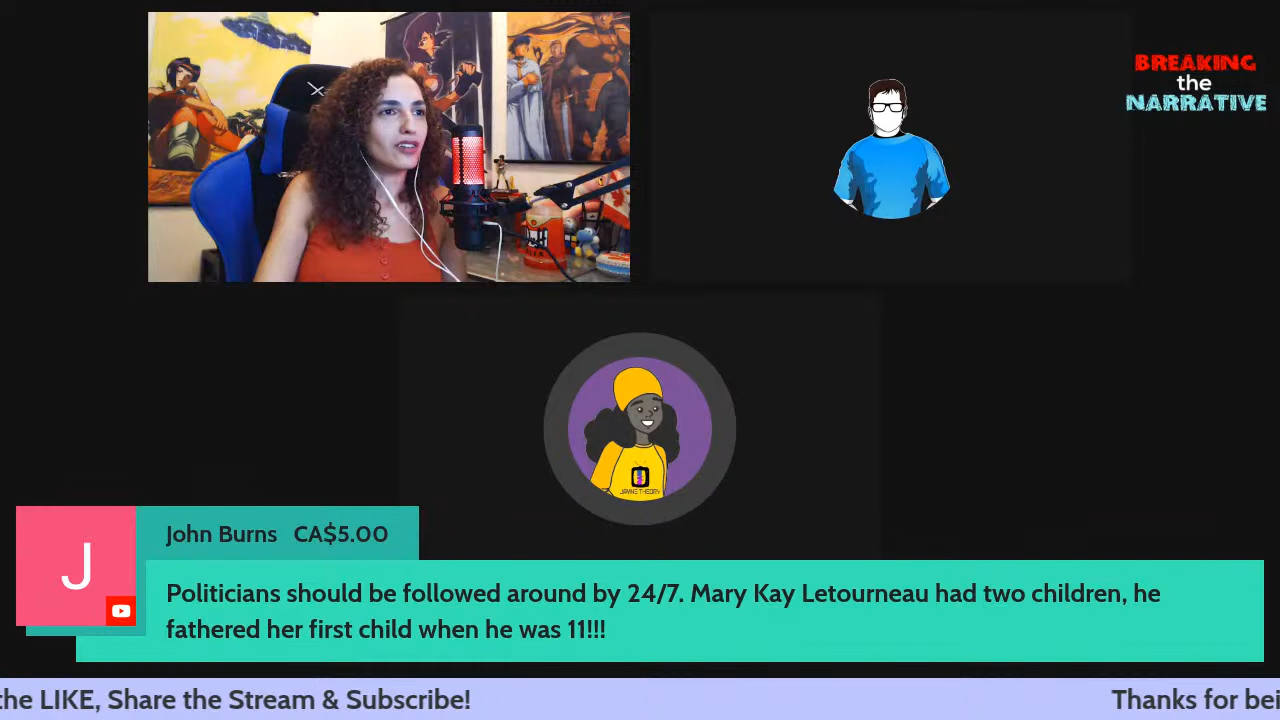 BREAKING
the
NARRATIVE
JAYNE THEORY
J
John Burns CA$5.00
Politicians should be followed around by 24/7. Mary Kay Letourneau had two children, he
fathered her first child when he was 11!!!
the LIKE, Share the Stream & Subscribe! Thanks for bei